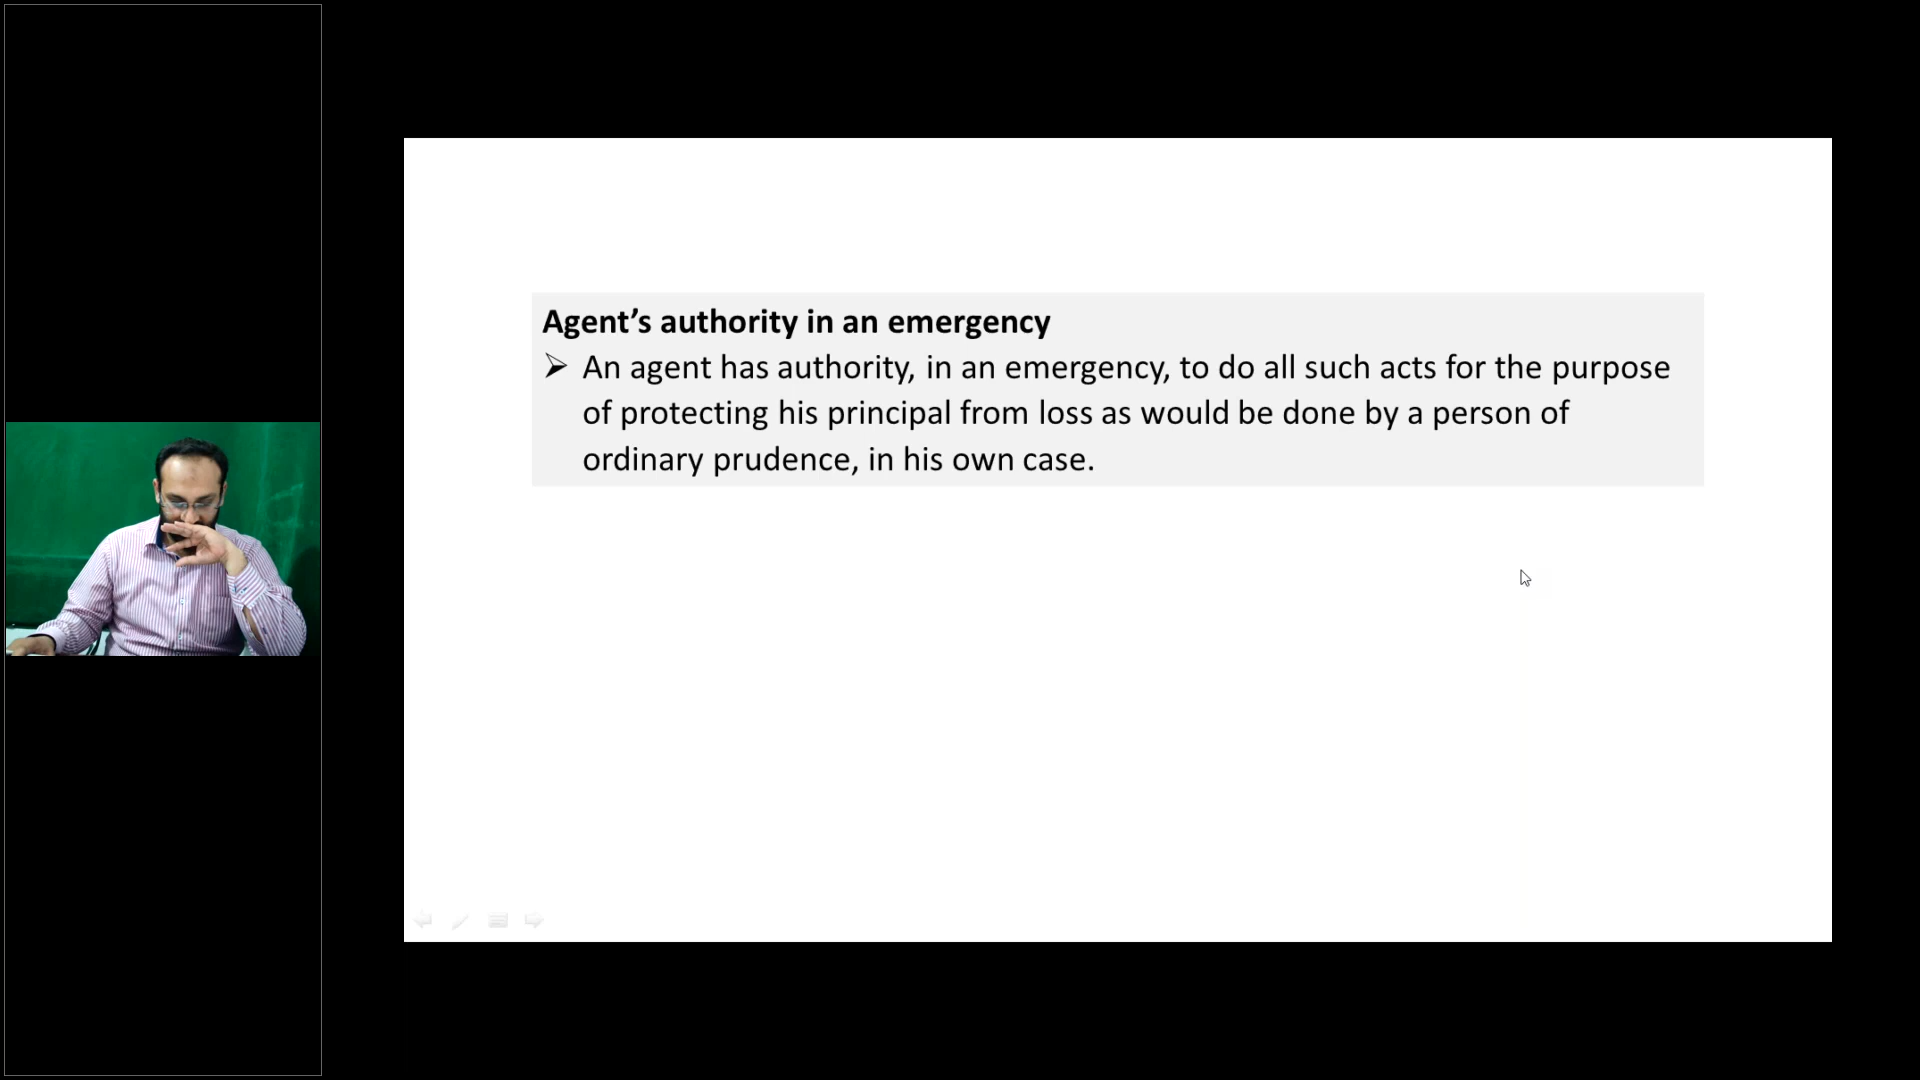 Agent’s authority in an emergency
➢ An agent has authority, in an emergency, to do all such acts for the purpose
of protecting his principal from loss as would be done by a person of
ordinary prudence, in his own case.